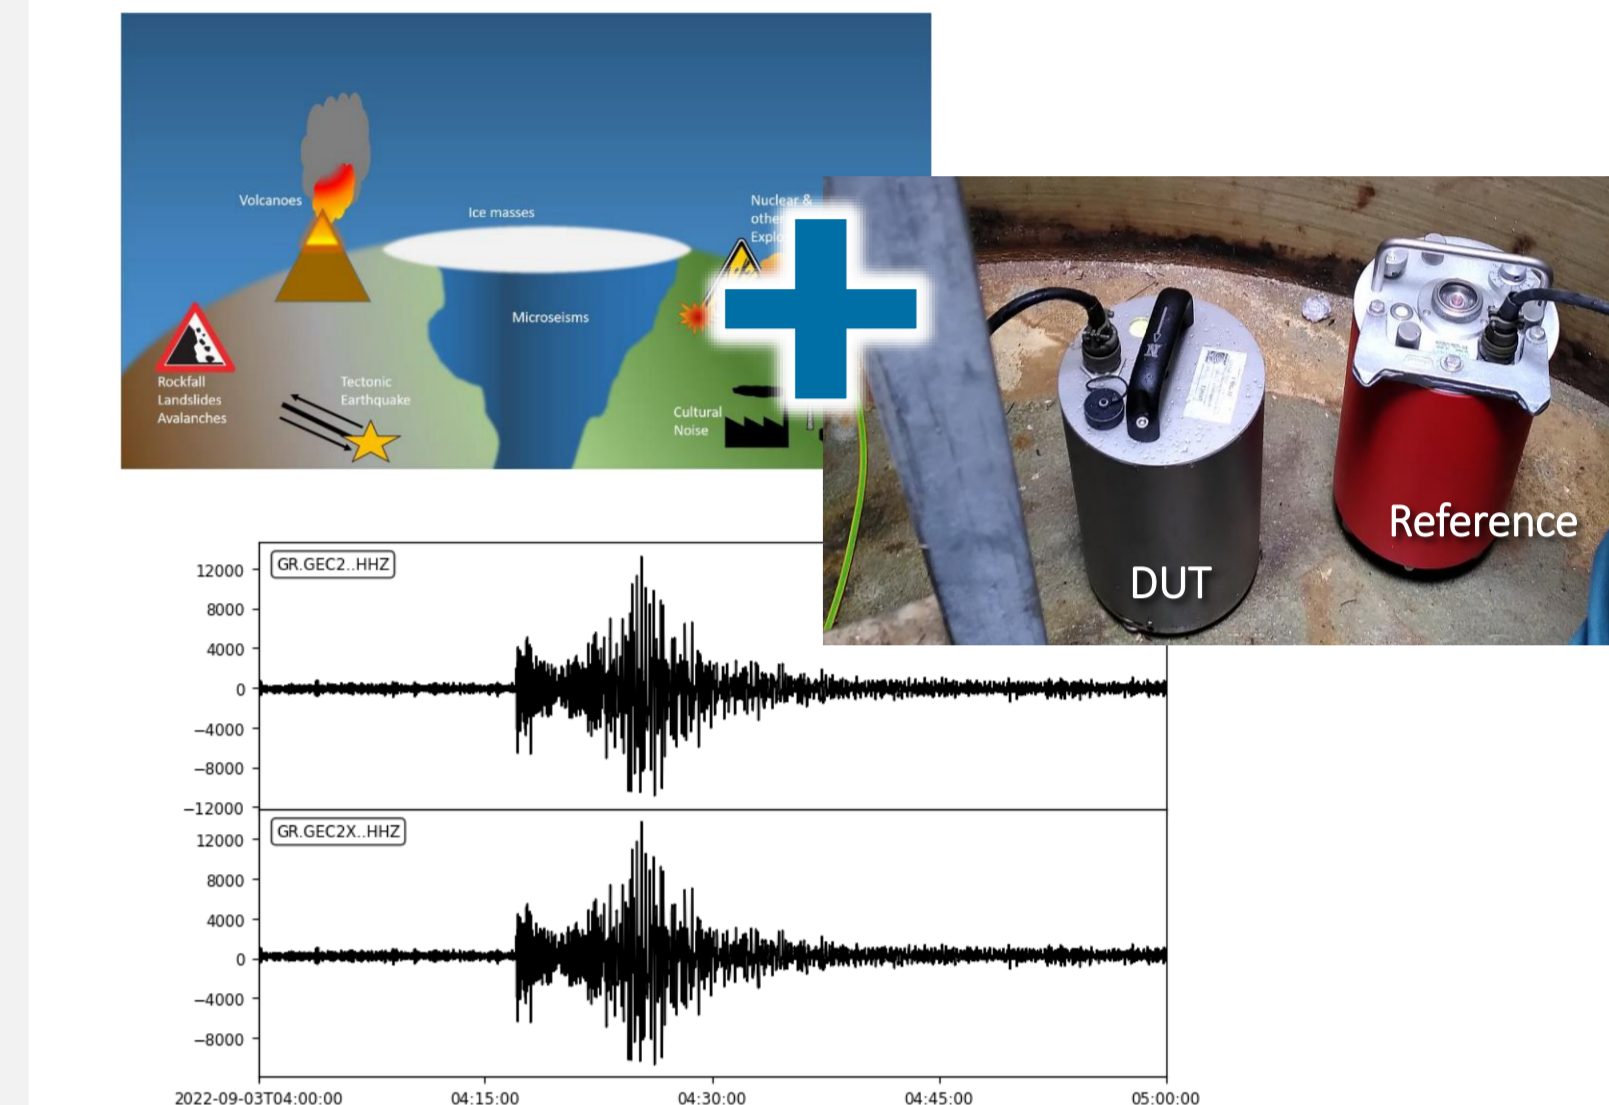 Volcanoes
Ice masses
Nuclear &
Microseisms
Rockfall
Landslides
Avalanches
Tectonic
Earthquake
Cultural
Noise
N
DUT
Reference
GR.GEC2..HHZ
12000
8000
4000
0
−4000
−8000
−12000
GR.GEC2X..HHZ
12000
8000
4000
0
−4000
−8000
2022-09-03T04:00:00 04:15:00 04:30:00 04:45:00 05:00:00